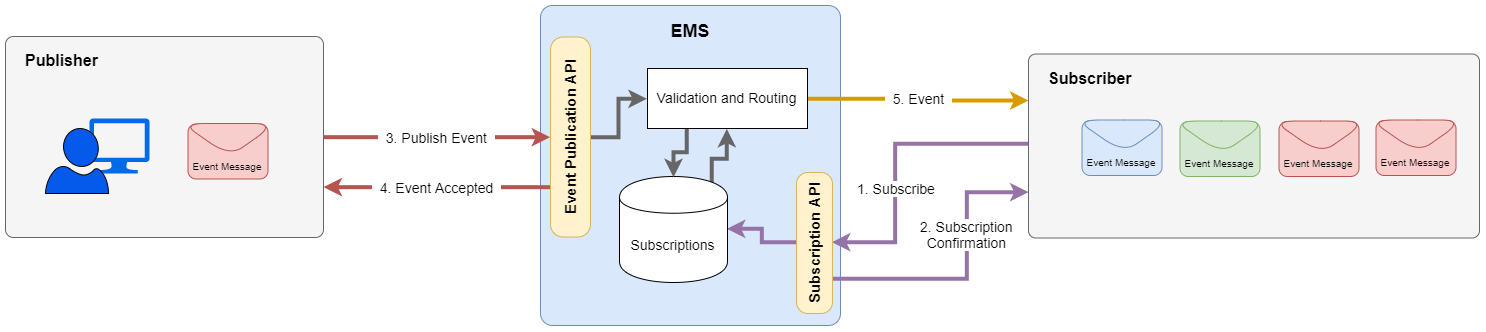 Publisher
Event Message
3. Publish Event
4. Event Accepted
EMS
Event Publication API
Validation and Routing
Subscriptions
Subscription API
5. Event
1. Subscribe
2. Subscription
Confirmation
Subscriber
Event Message
Event Message
Event Message
Event Message